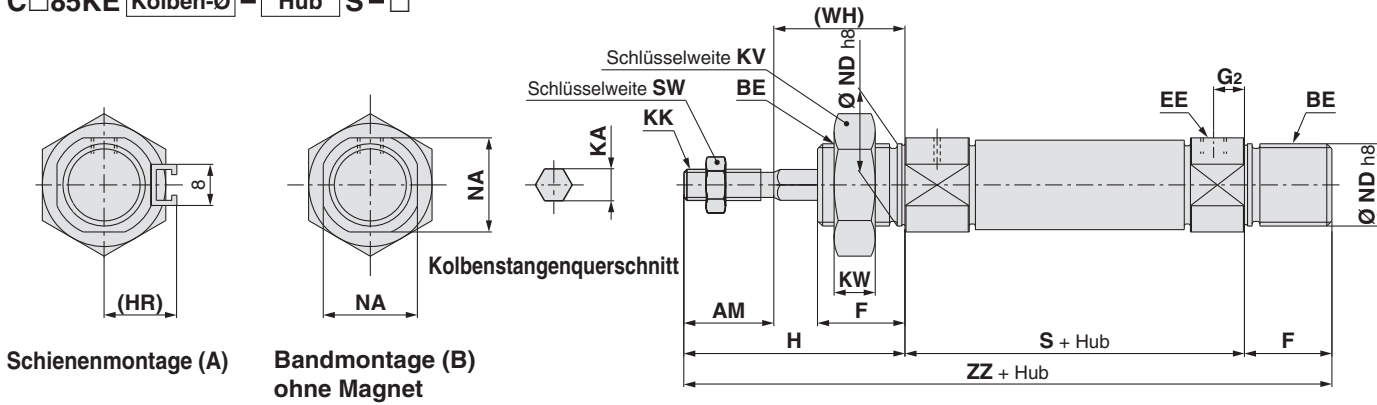 C□85KE Kolben-Ø - Hub S - □
(WH)
Schlüsselweite KV
Ø ND h8
Schlüsselweite SW
BE
KK
KA
G2
EE
BE
8
NA
Ø ND h8
Kolbenstangenquerschnitt
KW
(HR)
NA
AM
F
H
S + Hub
F
ZZ + Hub
Schienenmontage (A)
Bandmontage (B)
ohne Magnet